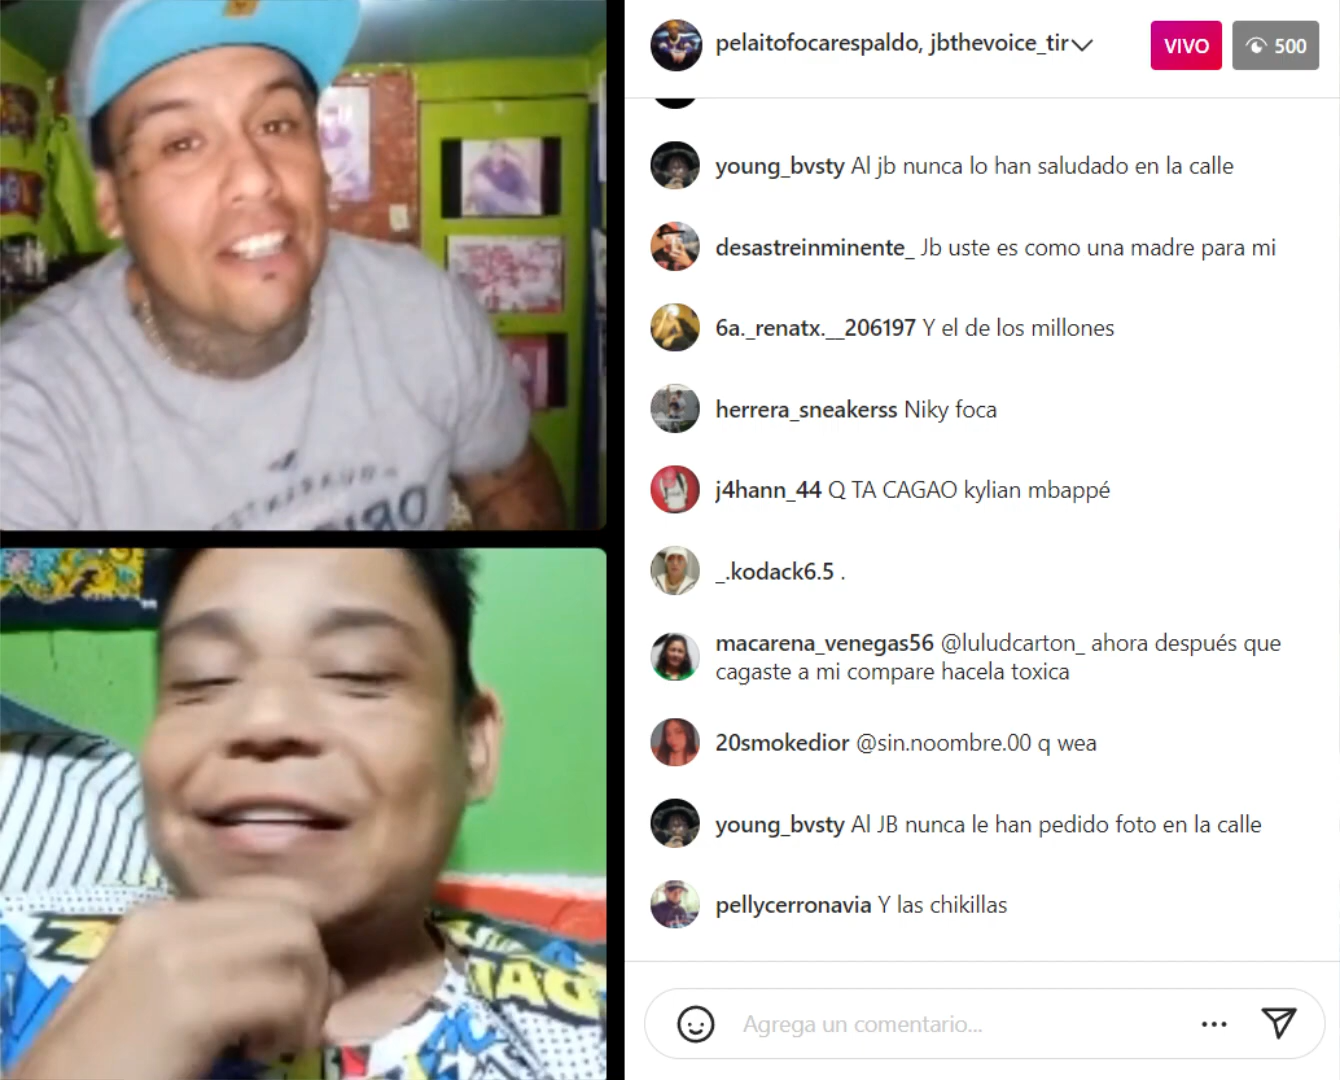 pelaitofocarespaldo, jbthevoice_tir
VIVO
500
young_bvsty Al jb nunca lo han saludado en la calle
desastreinminente_ Jb uste es como una madre para mi
6a._renatx.__206197 Y el de los millones
herrera_sneakerss Niky foca
j4hann_44 Q TA CAGAO kylian mbappé
_.kodack6.5 .
macarena_venegas56 @luludcarton_ ahora después que
cagaste a mi compare hacela toxica
20smokedior @sin.noombre.00 q wea
young_bvsty Al JB nunca le han pedido foto en la calle
pellycerronavia Y las chikillas
Agrega un comentario...